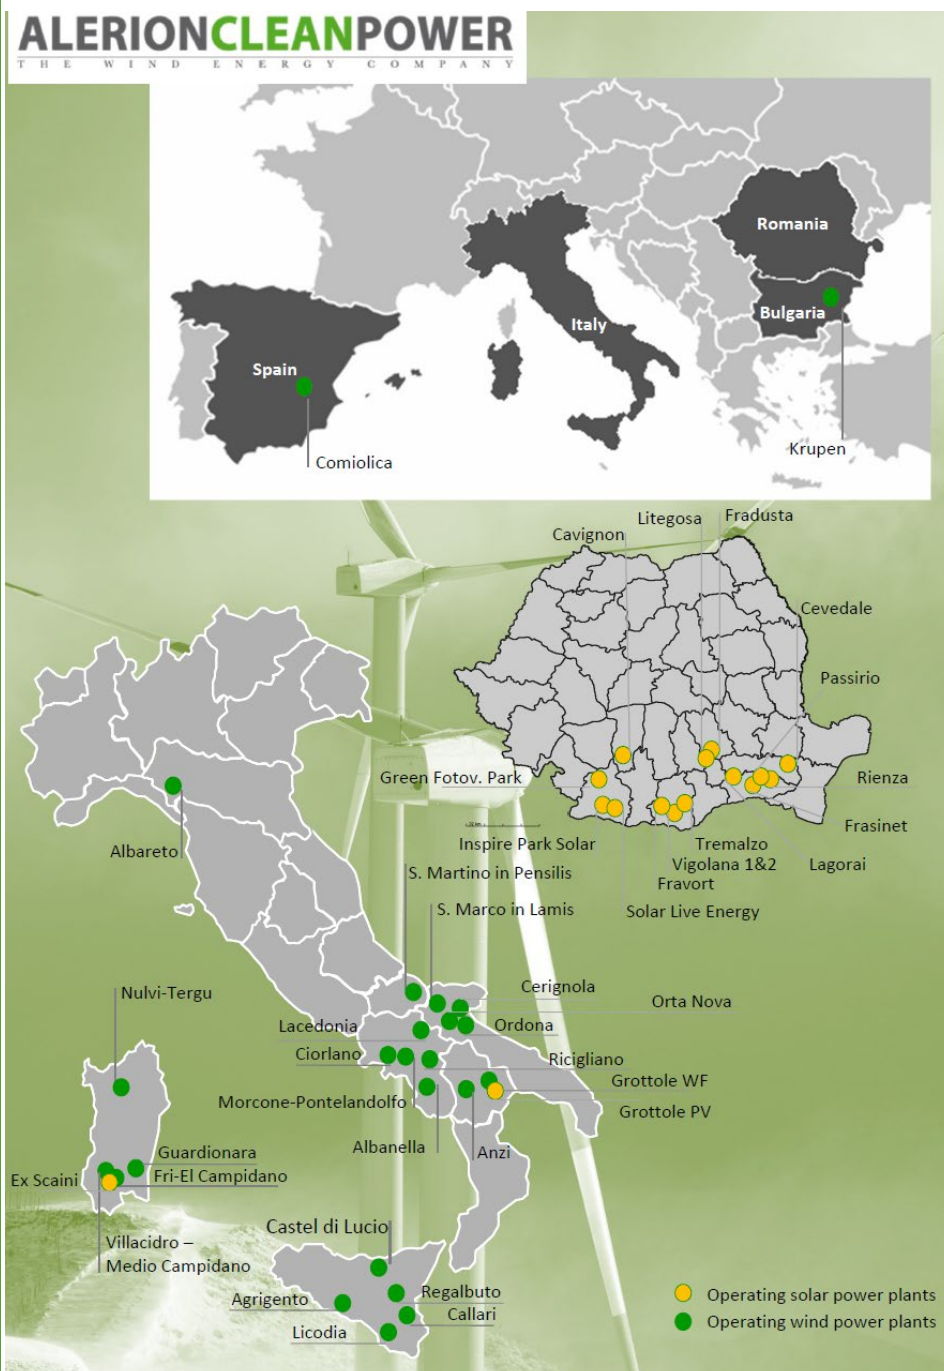 ALERIONCLEANPOWER
THE WIND ENERGY COMPANY
Romania
Bulgaria
Italy
Spain
Krupen
Comiolica
Litegosa
Fradusta
Cavignon
Cevedale
Passirio
Green Fotov. Park
Rienza
Frasinet
Inspire Park Solar
Tremalzo
Albareto
Vigolana 1&2
Lagorai
S. Martino in Pensilis
Fravort
S. Marco in Lamis
Solar Live Energy
Cerignola
Nulvi-Tergu
Orta Nova
Lacedonia
Ordona
Ciorlano
Ricigliano
Grottole WF
Morcone-Pontelandolfo
Grottole PV
Albanella
Anzi
Guardionara
Ex Scaini
Fri-El Campidano
Castel di Lucio
Villacidro –
Medio Campidano
Regalbuto
Agrigento
Callari
Licodia
Operating solar power plants
Operating wind power plants